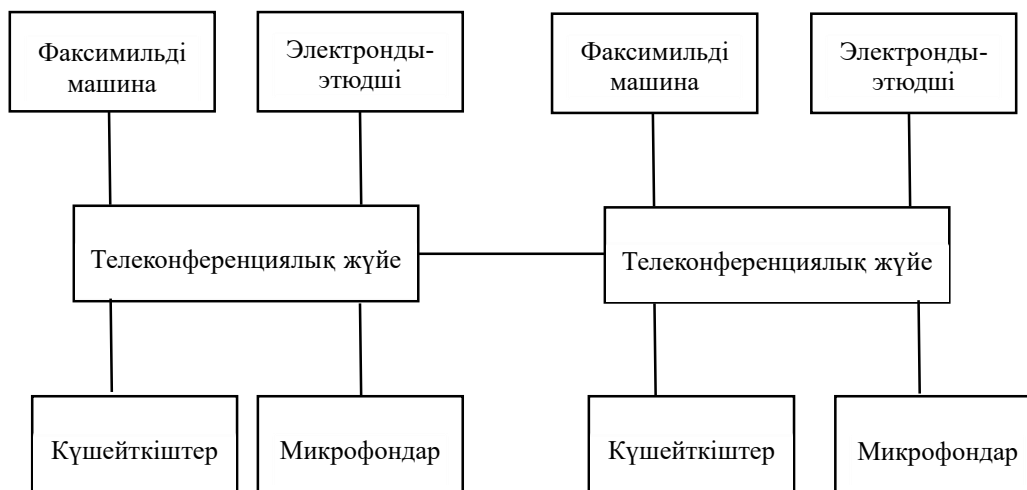 Факсимильді
машина
Электронды-
этюдші
Факсимильді
машина
Электронды-
этюдші
Телеконференциялық жүйе
Телеконференциялық жүйе
Күшейткіштер
Микрофондар
Күшейткіштер
Микрофондар